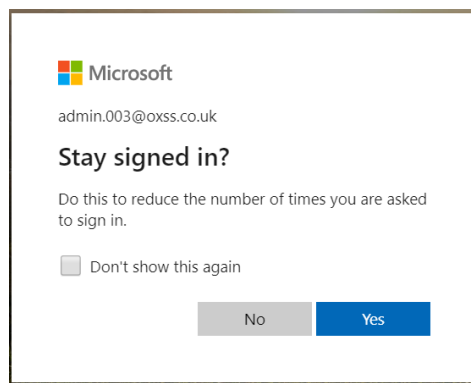 Microsoft
admin.003@oxss.co.uk
Stay signed in?
Do this to reduce the number of times you are asked
to sign in.
Don't show this again
No Yes